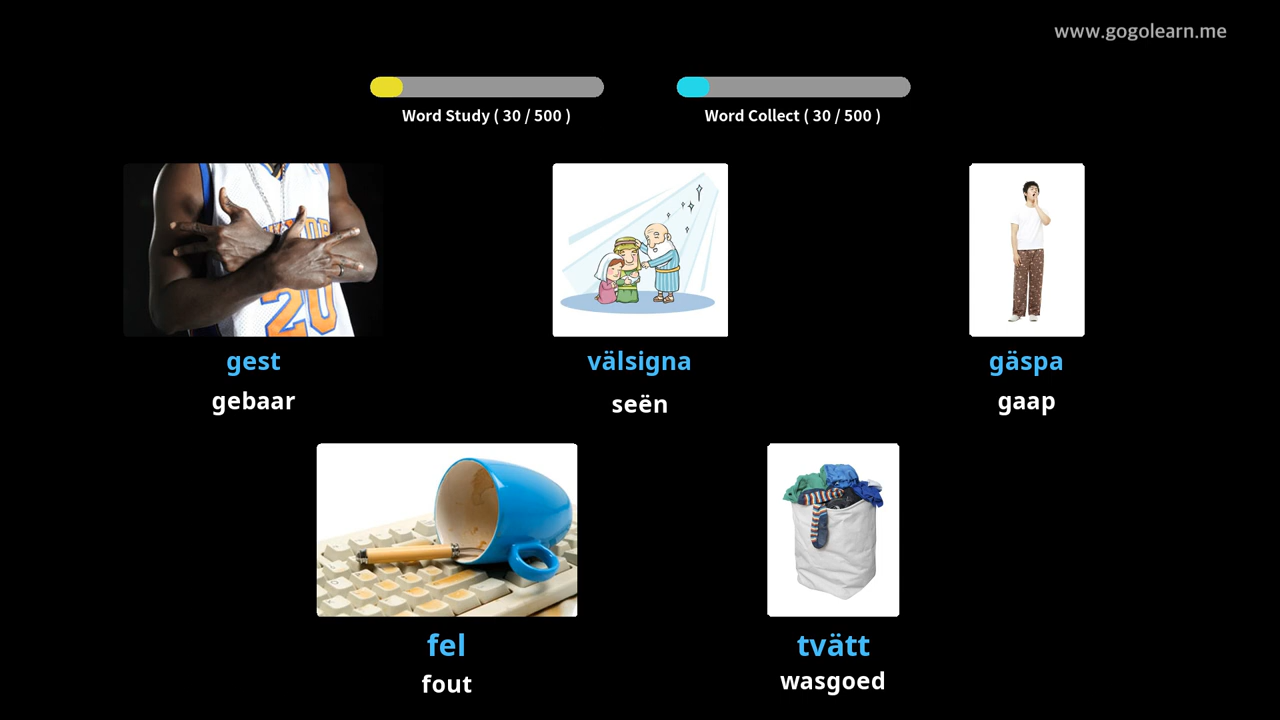 www.gogolearn.me
Word Study ( 30 / 500 )
Word Collect ( 30 / 500 )
20
gest
välsigna
gäspa
gebaar
seën
gaap
fel
tvätt
fout
wasgoed